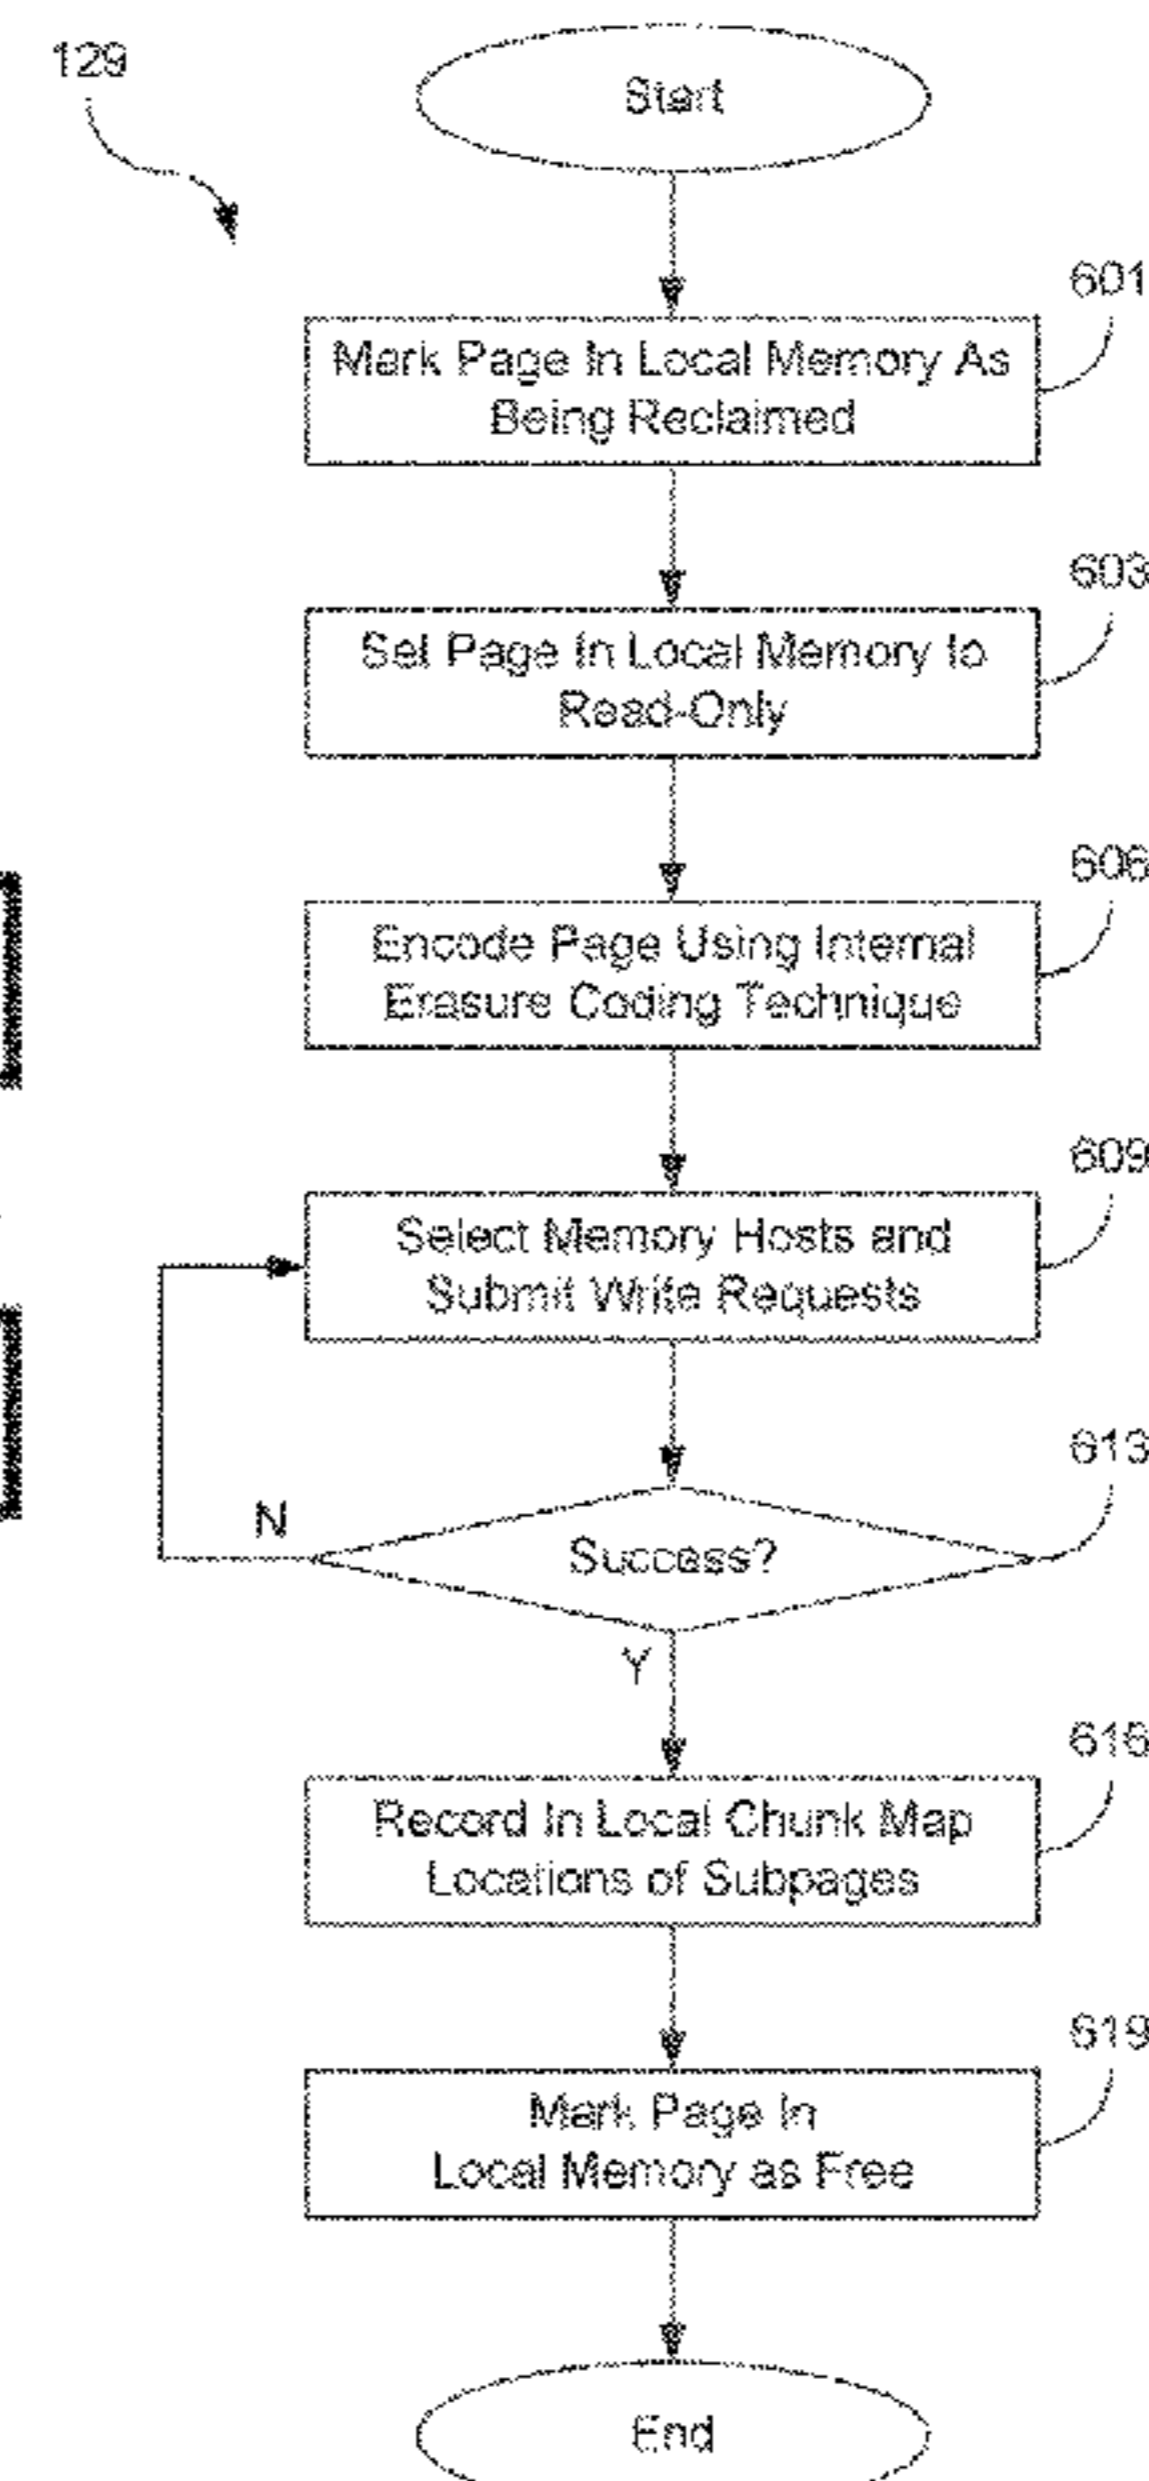 129
Start
601
Mark Page In Local Memory As
Being Reclaimed
603
Set Page In Local Memory to
Read-Only
606
Encode Page Using Internal
Erasure Coding Technique
609
Select Memory Hosts and
Submit Write Requests
613
Success?
N
Y
616
Record In Local Chunk Map
Locations of Subpages
619
Mark Page In
Local Memory as Free
End